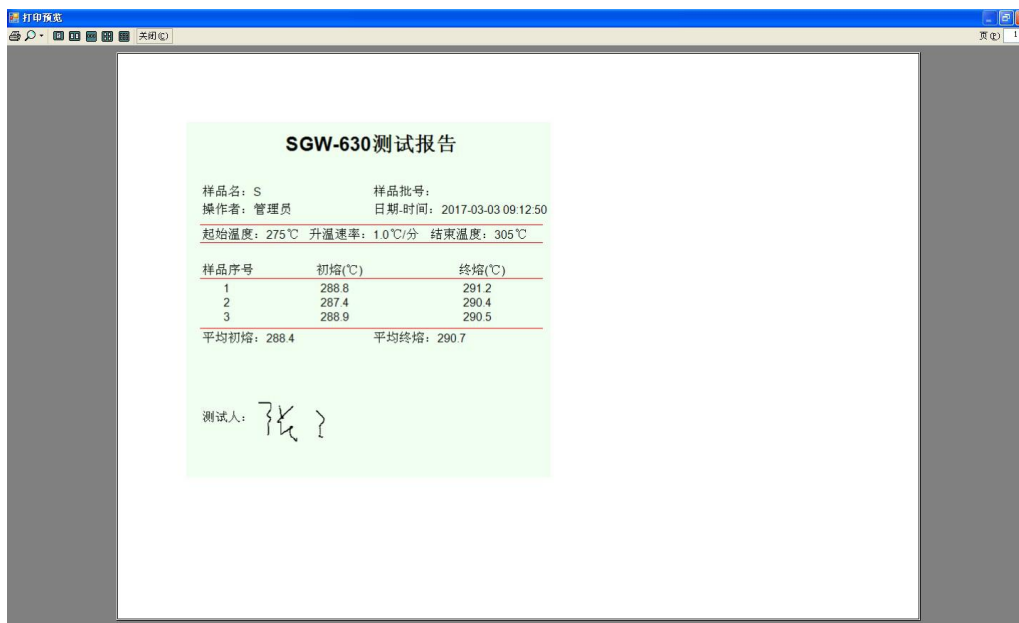 打印预览
关闭(C) 页(P) 1
SGW-630测试报告
样品名：S 样品批号：
操作者：管理员 日期-时间：2017-03-03 09:12:50
起始温度：275℃ 升温速率：1.0℃/分 结束温度：305℃
样品序号 初熔(℃) 终熔(℃)
1 288.8 291.2
2 287.4 290.4
3 288.9 290.5
平均初熔：288.4 平均终熔：290.7
测试人：张